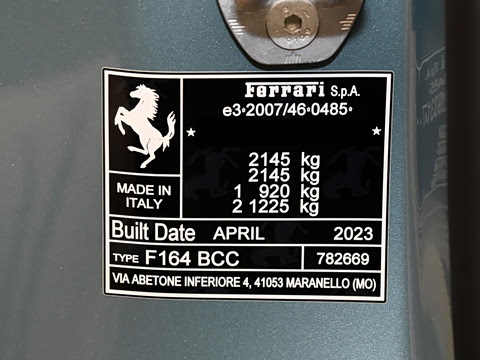 Ferrari S.p.A.
e3*2007/46*0485*
★ ★
2145 kg
2145 kg
1 920 kg
2 1225 kg
MADE IN
ITALY
Built Date APRIL 2023
TYPE F164 BCC 782669
VIA ABETONE INFERIORE 4, 41053 MARANELLO (MO)